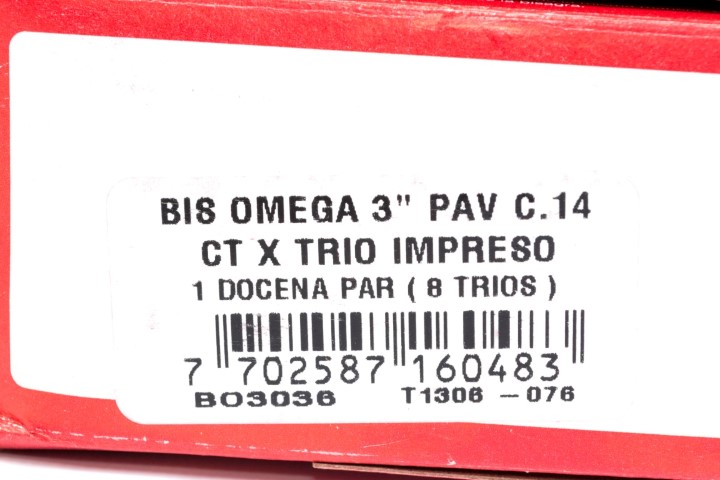 BIS OMEGA 3" PAV C.14
CT X TRIO IMPRESO
1 DOCENA PAR ( 8 TRIOS )
7 702587 160483
BO3036 T1306 - 076